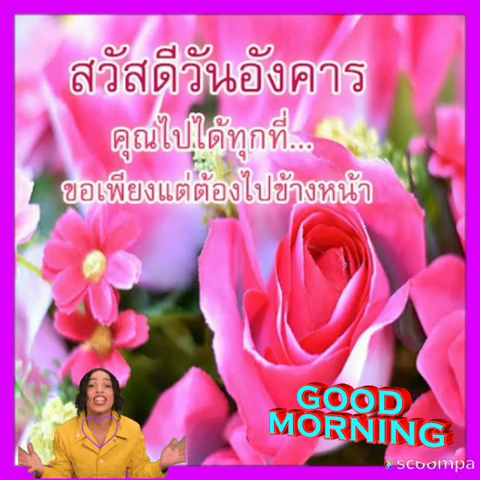 สวัสดีวันอังคาร
คุณไปได้ทุกที่...
ขอเพียงแต่ต้องไปข้างหน้า
GOOD
MORNING
scoompa